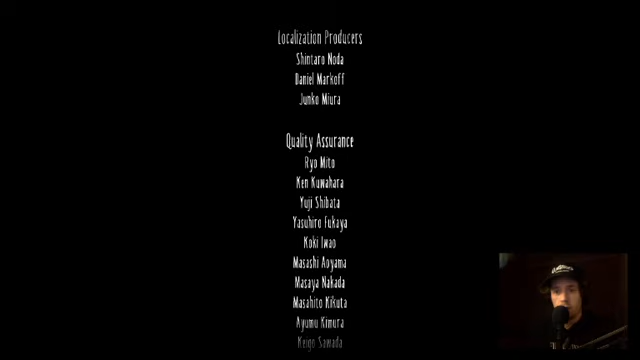 Localization Producers
Shintaro Noda
Daniel Markoff
Junko Miura
Quality Assurance
Ryo Mito
Ken Kuwahara
Yuji Shibata
Yasuhiro Fukaya
Koki Iwao
Masashi Aoyama
Masaya Nakada
Masahito Kikuta
Ayumu Kimura
Keigo Sawada